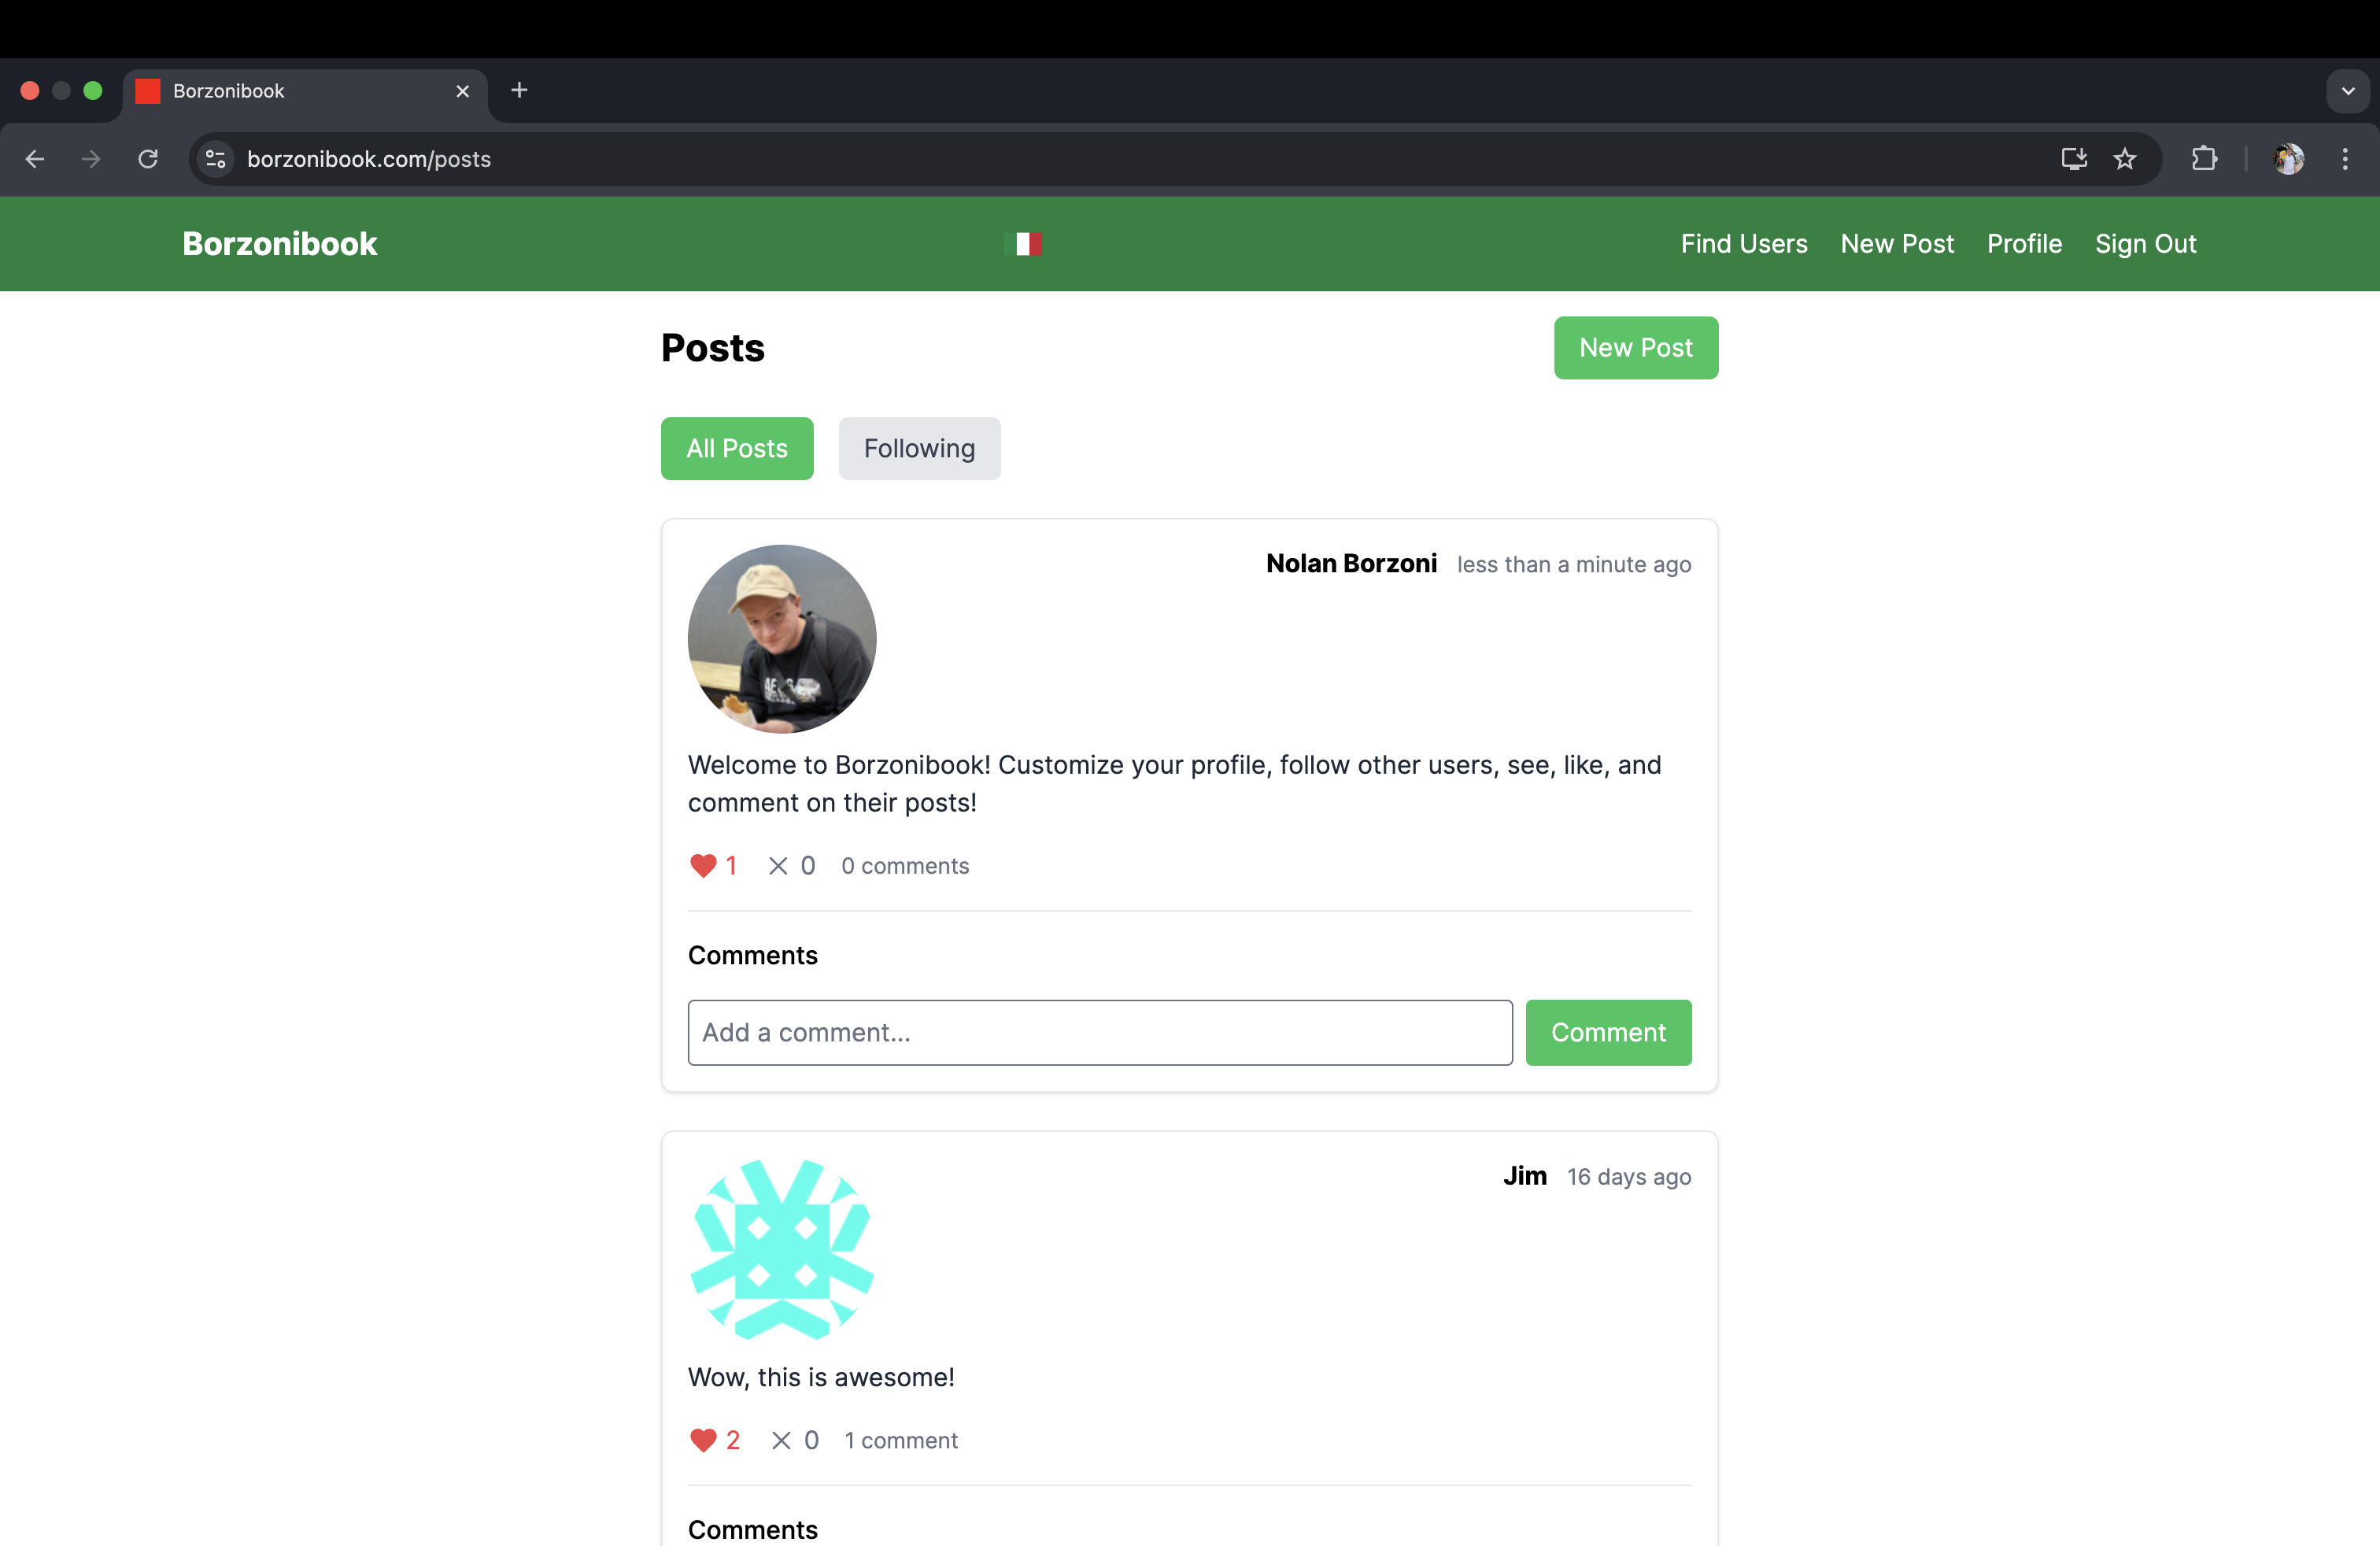 Borzonibook
borzonibook.com/posts
Borzonibook
Find Users New Post Profile Sign Out
Posts
New Post
All Posts Following
Nolan Borzoni less than a minute ago
Welcome to Borzonibook! Customize your profile, follow other users, see, like, and
comment on their posts!
1 0 0 comments
Comments
Add a comment...
Comment
Jim 16 days ago
Wow, this is awesome!
2 0 1 comment
Comments